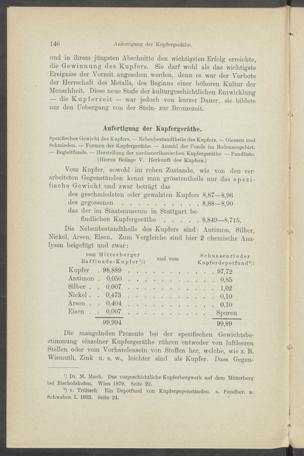 146 Anfertigung der Kupfergeräthe.
und in ihrem jüngsten Abschnitte den wichtigsten Erfolg erreichte,
die Gewinnung des Kupfers. Sie darf wohl als das wichtigste
Ereigniss der Vorzeit angesehen werden, denn es war der Vorbote
der Herrschaft des Metalls, des Beginns einer höheren Kultur der
Menschheit. Diese neue Stufe der kulturgeschichtlichen Entwicklung
— die Kupferzeit — war jedoch von kurzer Dauer, sie bildete
nur den Uebergang von der Stein- zur Bronzezeit.
Anfertigung der Kupfergeräthe.
Spezifisches Gewicht des Kupfers. — Nebenbestandtheile des Kupfers. — Giessen und
Schmieden. — Formen der Kupfergeräthe. — Anzahl der Funde im Bodenseegebiet.
— Begleitfunde. — Herstellung der nordamerikanischen Kupfergeräthe — Fundliste.
(Hierzu Beilage V. Herkunft des Kupfers.)
Vom Kupfer, sowohl im rohen Zustande, wie von den ver-
arbeiteten Gegenständen kennt man grösstentheils nur das spezi-
fische Gewicht und zwar beträgt das
des geschmiedeten oder gewalzten Kupfers 8,87—8,96
des gegossenen . . . . . . . . . 8,88—8,90
das der im Staatsmuseum in Stuttgart be-
findlichen Kupfergeräthe . . . . . . 8,849—8,715.
Die Nebenbestandtheile des Kupfers sind: Antimon, Silber,
Nickel, Arsen, Eisen. Zum Vergleiche sind hier 2 chemische Ana-
lysen beigefügt und zwar:
vom Mitterberger Raffinade-Kupfer¹): und vom Schussenrieder Kupferdepotfund²):
Kupfer . 98,889 . . . . . . . . 97,72
Antimon . 0,050 . . . . . . . . 0,85
Silber . . 0,007 . . . . . . . . 1,02
Nickel . . 0,473 . . . . . . . . 0,10
Arsen . . 0,404 . . . . . . . . 0,10
Eisen . . 0,007 . . . . . . . . Spuren
99,994 99,89
Die mangelnden Prozente bei der spezifischen Gewichtsbe-
stimmung einzelner Kupfergeräthe rühren entweder von luftleeren
Stellen oder vom Vorhandensein von Stoffen her, welche, wie z. B.
Wismuth, Zink u. s. w., leichter sind als Kupfer. Dass Gegen-
¹) Dr. M. Much. Das vorgeschichtliche Kupferbergwerk auf dem Mitterberg
bei Bischofshofen. Wien 1879. Seite 22.
²) v. Tröltsch. Ein Depotfund von Kupfergegenständen. s. Fundber. a.
Schwaben I. 1893. Seite 24.